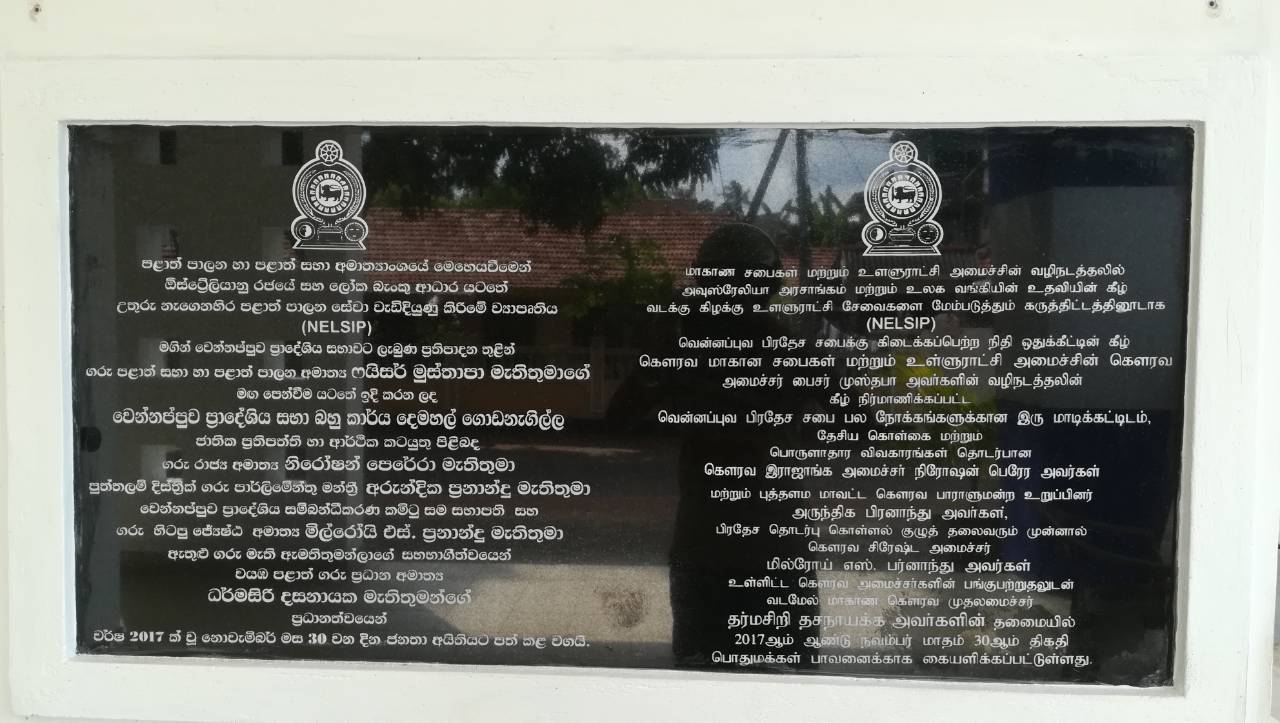 පළාත් පාලන හා පළාත් සභා අමාත්‍යාංශයේ මෙහෙයවීමෙන්
ඕස්ට්‍රේලියානු රජයේ සහ ලෝක බැංකු ආධාර යටතේ
උතුරු නැගෙනහිර පළාත් පාලන සේවා වැඩිදියුණු කිරීමේ ව්‍යාපෘතිය
(NELSIP)
මගින් වෙන්නප්පුව ප්‍රාදේශීය සභාවට ලැබුණ ප්‍රතිපාදන තුළින්
ගරු පළාත් සභා හා පළාත් පාලන අමාත්‍ය ෆයිසර් මුස්තාපා මැතිතුමාගේ
මඟ පෙන්වීම යටතේ ඉදි කරන ලද
වෙන්නප්පුව ප්‍රාදේශීය සභා බහු කාර්ය දෙමහල් ගොඩනැගිල්ල
ජාතික ප්‍රතිපත්ති හා ආර්ථික කටයුතු පිළිබද
ගරු රාජ්‍ය අමාත්‍ය නිරෝෂන් පෙරේරා මැතිතුමා
පුත්තලම් දිස්ත්‍රික් ගරු පාර්ලිමේන්තු මන්ත්‍රී අරුන්දික ප්‍රනාන්දු මැතිතුමා
වෙන්නප්පුව ප්‍රාදේශීය සම්බන්ධීකරණ කමිටු සම සභාපති සහ
ගරු හිටපු ජ්‍යෙෂ්ඨ අමාත්‍ය මිල්රෝයි එස්. ප්‍රනාන්දු මැතිතුමා
ඇතුළු ගරු මැති ඇමතිතුමන්ලාගේ සහභාගීත්වයෙන්
වයඹ පළාත් ගරු ප්‍රධාන අමාත්‍ය
ධර්මසිරි දසනායක මැතිතුමන්ගේ
ප්‍රධානත්වයෙන්
වර්ෂ 2017 ක් වූ නොවැම්බර් මස 30 වන දින ජනතා අයිතියට පත් කළ වගයි.
மாகாண சபைகள் மற்றும் உள்ளுராட்சி அமைச்சின் வழிநடத்தலில்
அவுஸ்ரேலியா அரசாங்கம் மற்றும் உலக வங்கியின் உதவியின் கீழ்
வடக்கு கிழக்கு உள்ளுராட்சி சேவைகளை மேம்படுத்தும் கருத்திட்டத்தினூடாக
(NELSIP)
வென்னப்புவ பிரதேச சபைக்கு கிடைக்கப்பெற்ற நிதி ஒதுக்கீட்டின் கீழ்
கௌரவ மாகான சபைகள் மற்றும் உள்ளுராட்சி அமைச்சின் கௌரவ
அமைச்சர் பைசர் முஸ்தபா அவர்களின் வழிநடத்தலின்
கீழ் நிர்மாணிக்கப்பட்ட
வென்னப்புவ பிரதேச சபை பல நோக்கங்களுக்கான இரு மாடிக்கட்டிடம்,
தேசிய கொள்கை மற்றும்
பொருளாதார விவகாரங்கள் தொடர்பான
கௌரவ இராஜாங்க அமைச்சர் நிரோஷன் பெரேர அவர்கள்
மற்றும் புத்தளம மாவட்ட கௌரவ பாராளுமன்ற உறுப்பினர்
அருந்திக பிரனாந்து அவர்கள்,
பிரதேச தொடர்பு கொள்ளல் குழுத் தலைவரும் முன்னால்
கௌரவ சிரேஷ்ட அமைச்சர்
மில்ரோய் எஸ். பர்னாந்து அவர்கள்
உள்ளிட்ட கௌரவ அமைச்சர்களின் பங்குபற்றுதலுடன்
வடமேல் மாகாண கௌரவ முதலமைச்சர்
தர்மசிறி தசநாயக்க அவர்களின் தலைமையில்
2017ஆம் ஆண்டு நவம்பர் மாதம் 30ஆம் திகதி
பொதுமக்கள் பாவனைக்காக கையளிக்கப்பட்டுள்ளது.